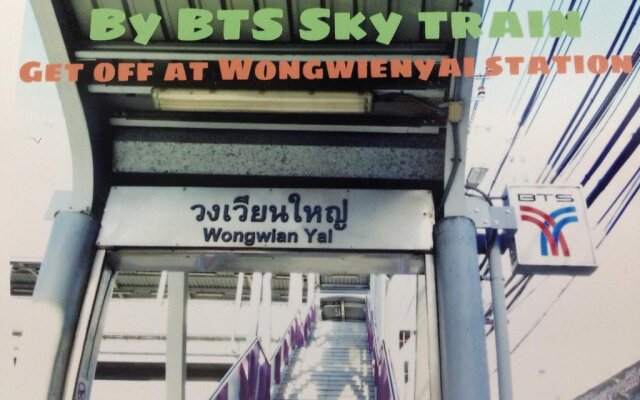 By BTS Sky train
Get off at Wongwienyai station
วงเวียนใหญ่
Wongwian Yai
BTS